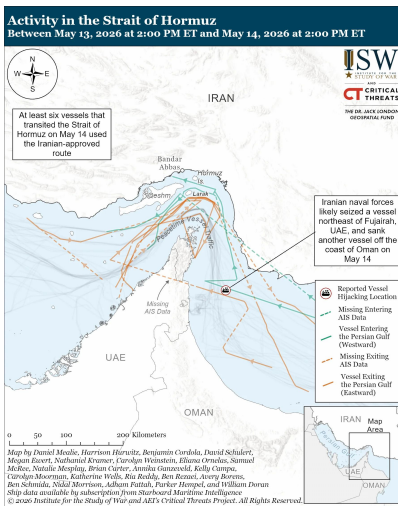 Activity in the Strait of Hormuz
Between May 13, 2026 at 2:00 PM ET and May 14, 2026 at 2:00 PM ET
N
W
E
S
ISW
INSTITUTE FOR THE
STUDY OF WAR
AND
CT CRITICAL
THREATS
THE DR. JACK LONDON
GEOSPATIAL FUND
IRAN
At least six vessels that
transited the Strait of
Hormuz on May 14 used
the Iranian-approved
route
Bandar
Abbas
Hormuz
Is.
Qeshm
Larak
Peacetime Vessel Traffic
Iranian naval forces
likely seized a vessel
northeast of Fujairah,
UAE, and sank
another vessel off the
coast of Oman on
May 14
Missing
AIS Data
UAE
OMAN
Reported Vessel
Hijacking Location
Missing Entering
AIS Data
Vessel Entering
the Persian Gulf
(Westward)
Missing Exiting
AIS Data
Vessel Exiting
the Persian Gulf
(Eastward)
0
50
100
200 Kilometers
IRAN
Map
Area
Persian Gulf
UAE
OMAN
Map by Daniel Mealie, Harrison Hurwitz, Benjamin Cordola, David Schulert,
Megan Ewert, Nathaniel Kramer, Carolyn Weinstein, Eliana Ornelas, Samuel
McRee, Natalie Mesplay, Brian Carter, Annika Ganzeveld, Kelly Campa,
Carolyn Moorman, Katherine Wells, Ria Reddy, Ben Rezaei, Avery Borens,
Ben Schmida, Nidal Morrison, Adham Fattah, Parker Hempel, and William Doran
Ship data available by subscription from Starboard Maritime Intelligence
© 2026 Institute for the Study of War and AEI's Critical Threats Project. All Rights Reserved.